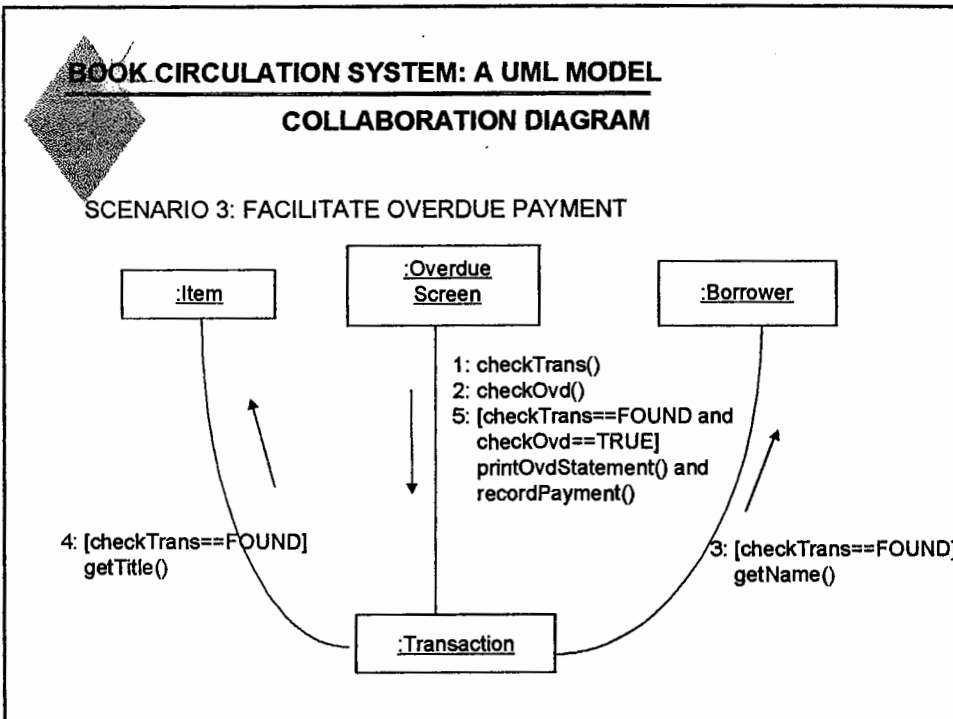 BOOK CIRCULATION SYSTEM: A UML MODEL
COLLABORATION DIAGRAM
SCENARIO 3: FACILITATE OVERDUE PAYMENT
:Item
:Overdue
Screen
:Borrower
1: checkTrans()
2: checkOvd()
5: [checkTrans==FOUND and
checkOvd==TRUE]
printOvdStatement() and
recordPayment()
4: [checkTrans==FOUND]
getTitle()
3: [checkTrans==FOUND]
getName()
:Transaction